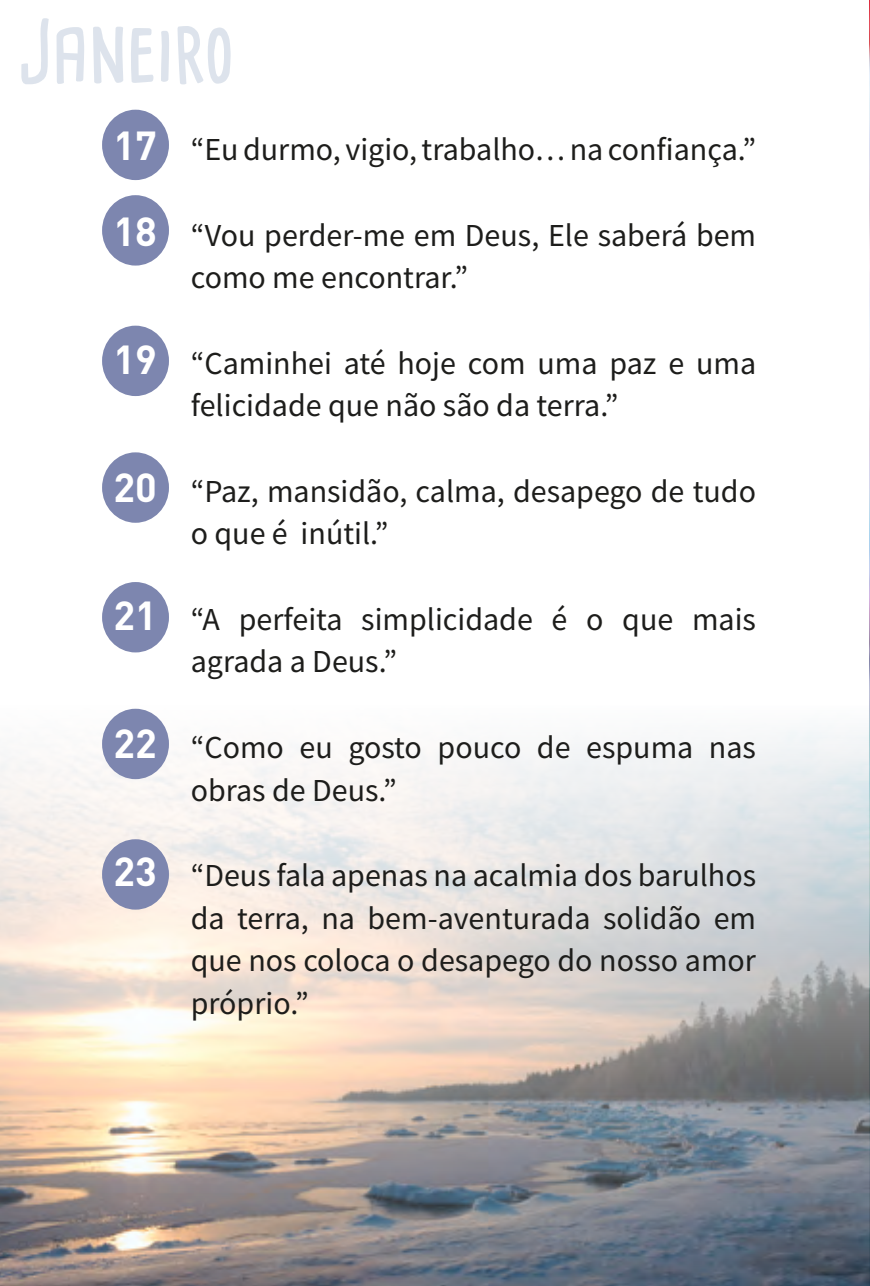 JANEIRO
17 “Eu durmo, vigio, trabalho… na confiança.”
18 “Vou perder-me em Deus, Ele saberá bem
como me encontrar.”
19 “Caminhei até hoje com uma paz e uma
felicidade que não são da terra.”
20 “Paz, mansidão, calma, desapego de tudo
o que é inútil.”
21 “A perfeita simplicidade é o que mais
agrada a Deus.”
22 “Como eu gosto pouco de espuma nas
obras de Deus.”
23 “Deus fala apenas na acalmia dos barulhos
da terra, na bem-aventurada solidão em
que nos coloca o desapego do nosso amor
próprio.”